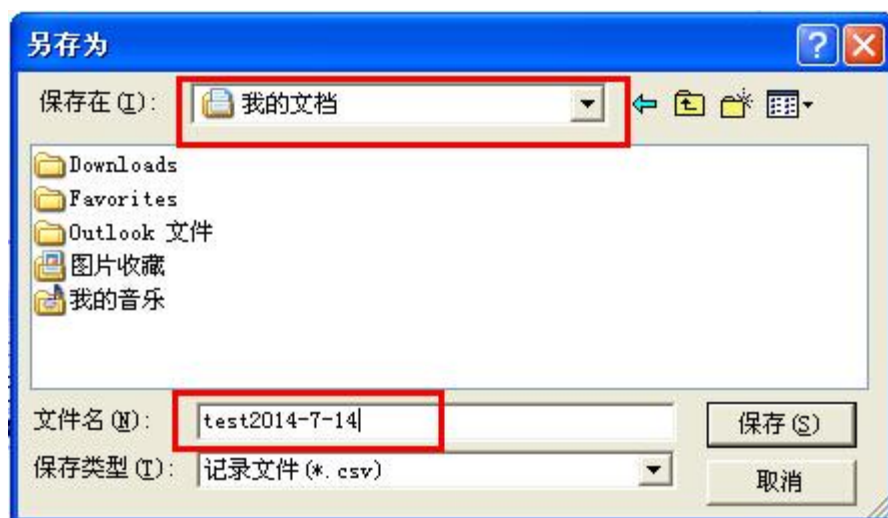 另存为
保存在(I): 我的文档
Downloads
Favorites
Outlook 文件
图片收藏
我的音乐
文件名(N): test2014-7-14 保存(S)
保存类型(T): 记录文件(*.csv) 取消